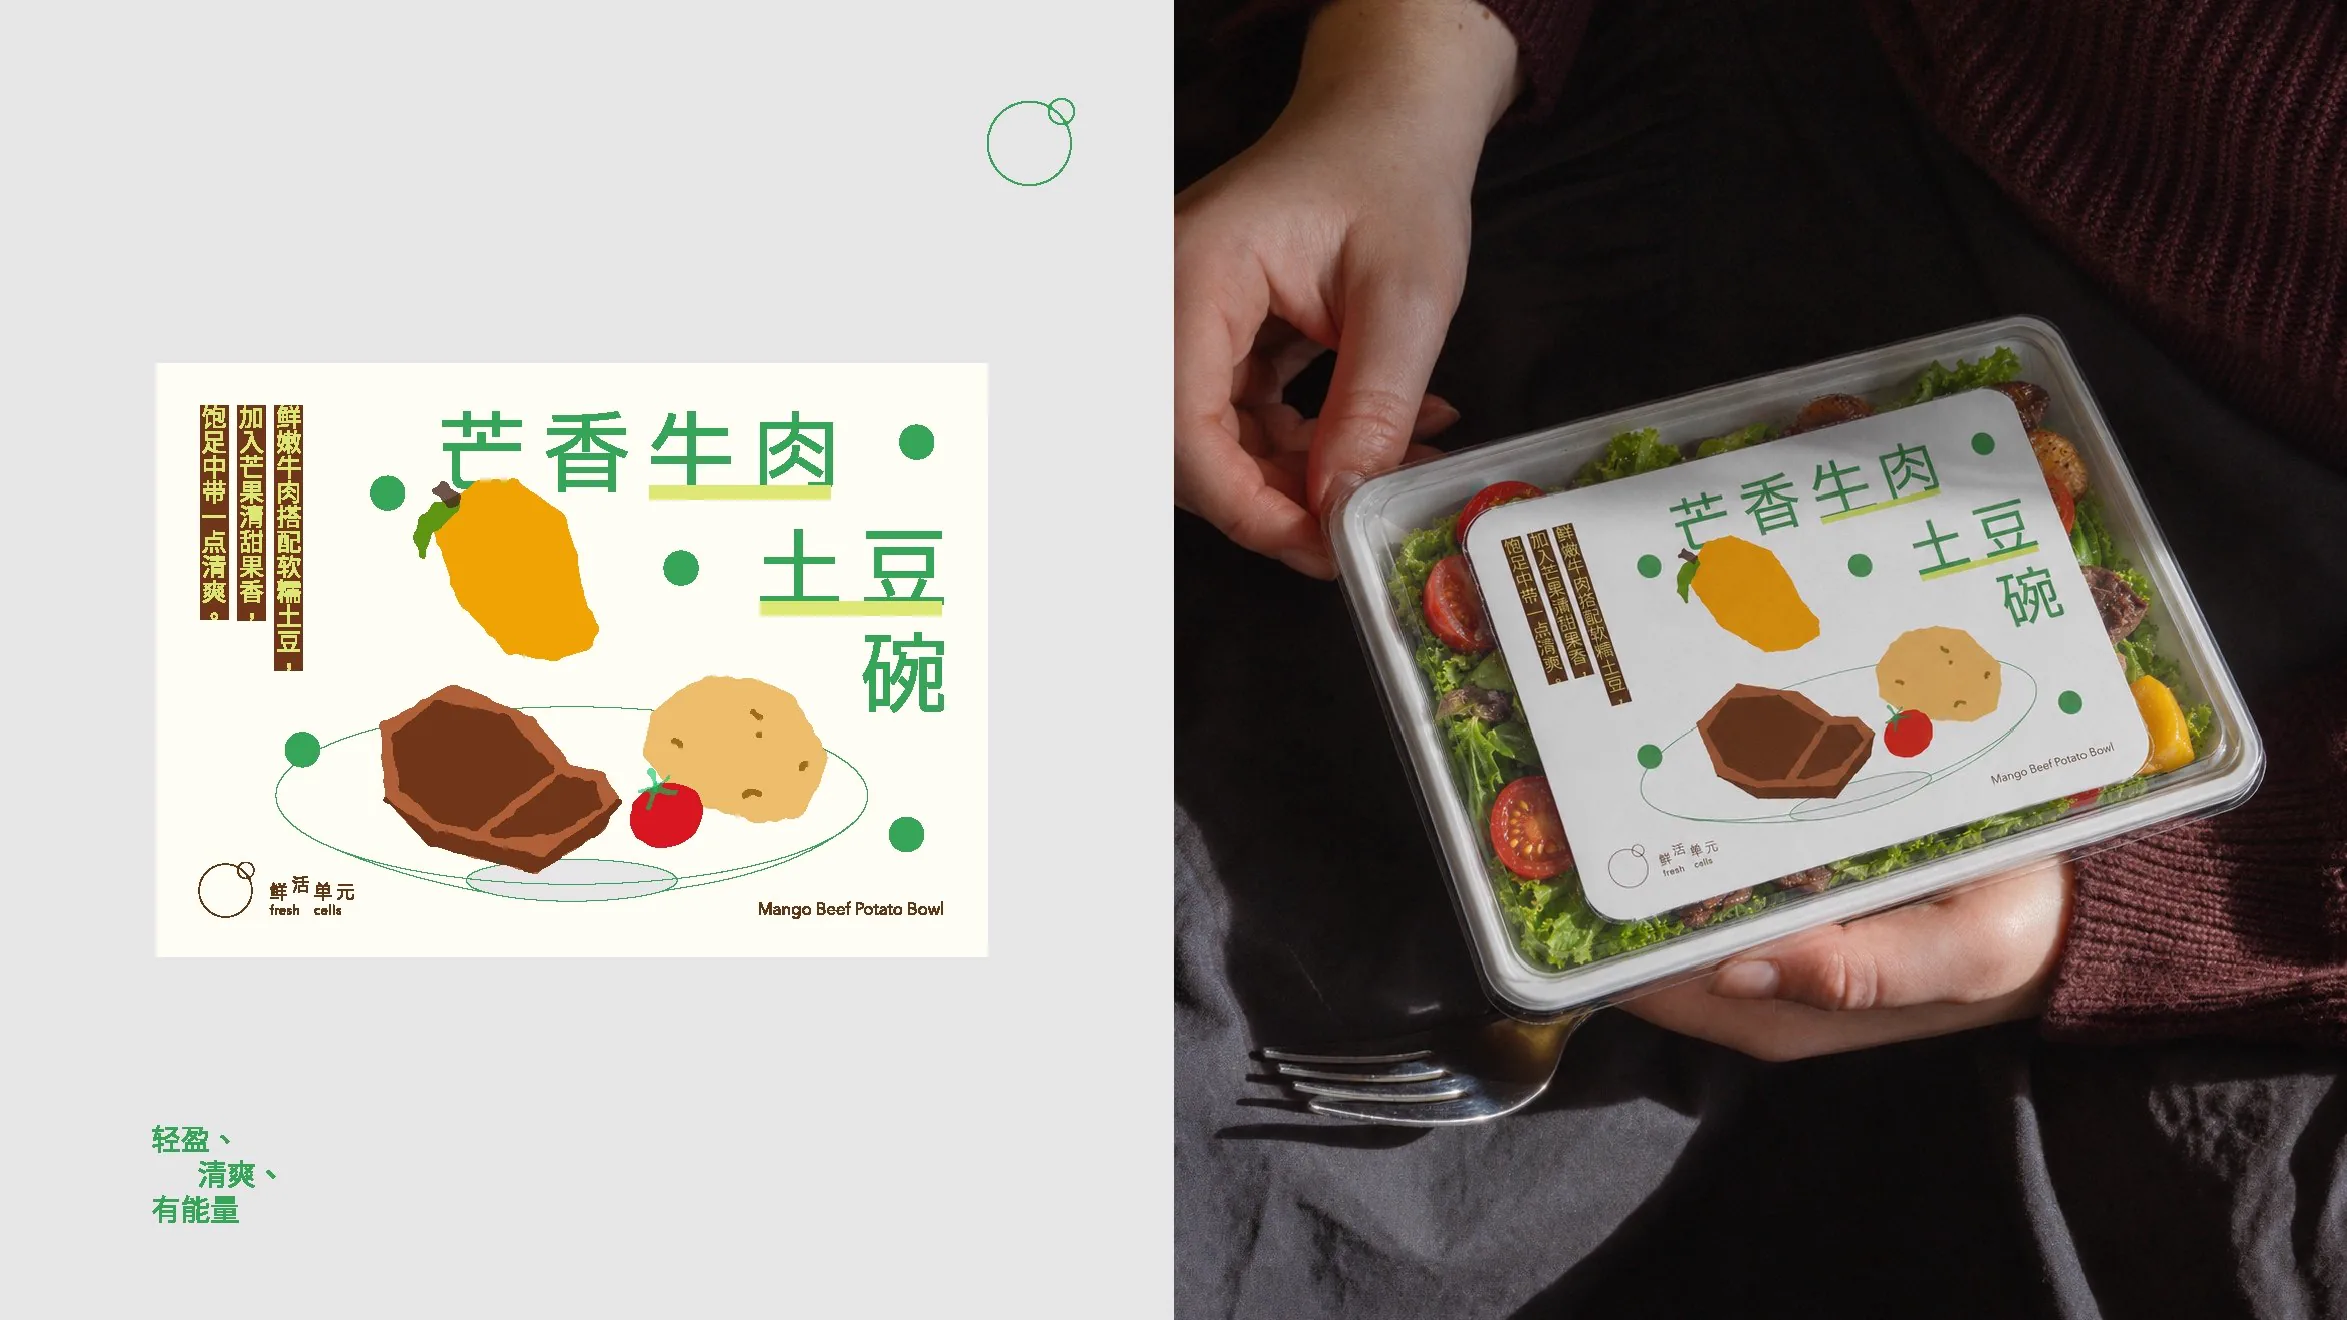 芒香牛肉
土豆
碗
鲜嫩牛肉搭配软糯土豆，
加入芒果清甜果香，
饱足中带一点清爽。
鲜活单元
fresh cells
Mango Beef Potato Bowl
轻盈、
清爽、
有能量
芒香牛肉
土豆
碗
鲜嫩牛肉搭配软糯土豆，
加入芒果清甜果香，
饱足中带一点清爽。
Mango Beef Potato Bowl
鲜活单元
fresh cells